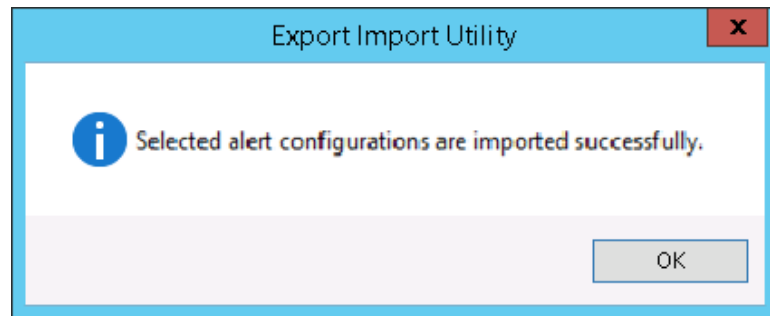 Export Import Utility
x
Selected alert configurations are imported successfully.
OK